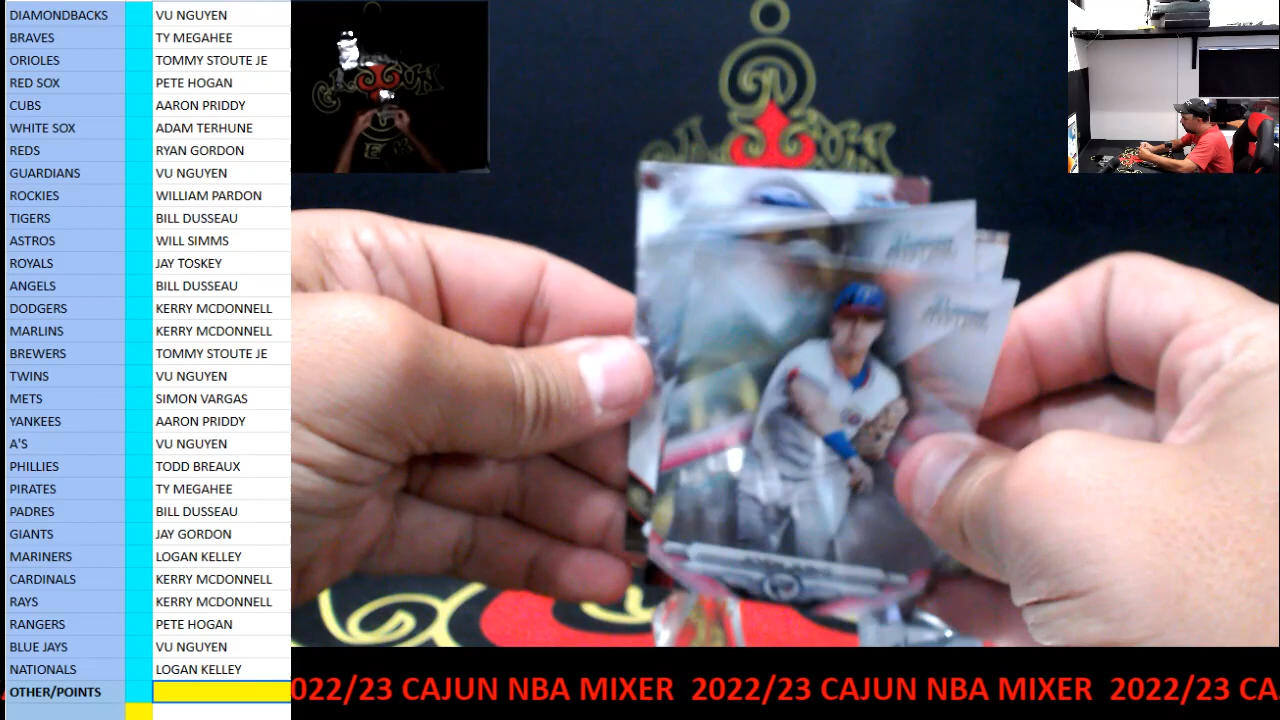 DIAMONDBACKS VU NGUYEN
BRAVES TY MEGAHEE
ORIOLES TOMMY STOUTE JE
RED SOX PETE HOGAN
CUBS AARON PRIDDY
WHITE SOX ADAM TERHUNE
REDS RYAN GORDON
GUARDIANS VU NGUYEN
ROCKIES WILLIAM PARDON
TIGERS BILL DUSSEAU
ASTROS WILL SIMMS
ROYALS JAY TOSKEY
ANGELS BILL DUSSEAU
DODGERS KERRY MCDONNELL
MARLINS KERRY MCDONNELL
BREWERS TOMMY STOUTE JE
TWINS VU NGUYEN
METS SIMON VARGAS
YANKEES AARON PRIDDY
A'S VU NGUYEN
PHILLIES TODD BREAUX
PIRATES TY MEGAHEE
PADRES BILL DUSSEAU
GIANTS JAY GORDON
MARINERS LOGAN KELLEY
CARDINALS KERRY MCDONNELL
RAYS KERRY MCDONNELL
RANGERS PETE HOGAN
BLUE JAYS VU NGUYEN
NATIONALS LOGAN KELLEY
OTHER/POINTS
022/23 CAJUN NBA MIXER 2022/23 CAJUN NBA MIXER 2022/23 CA